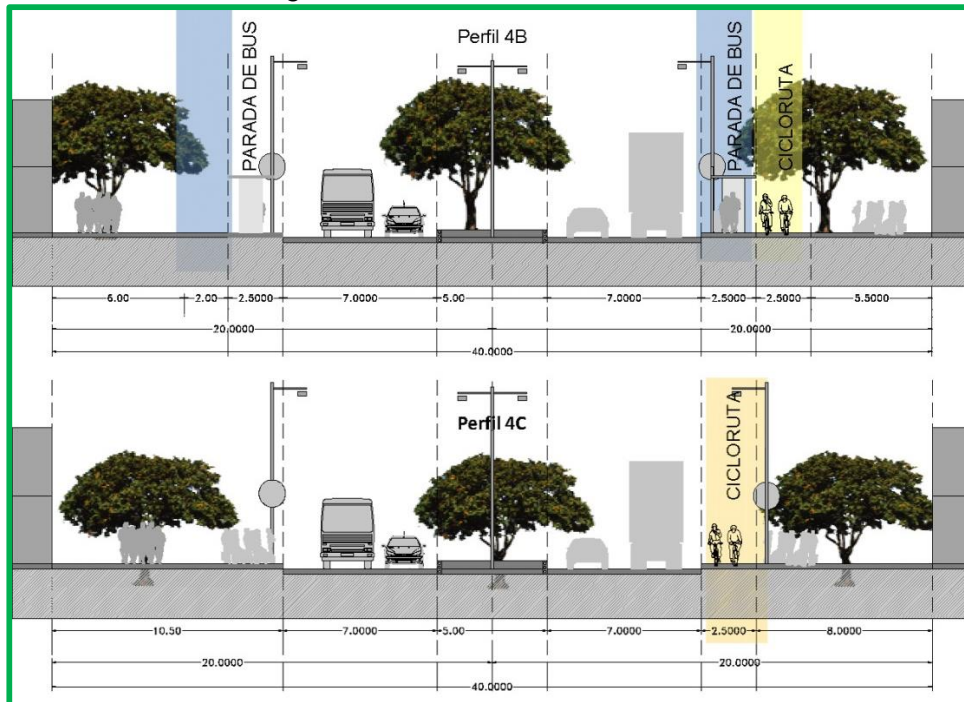 Perfil 4B
PARADA DE BUS
PARADA DE BUS
CICLORUTA
6.00 2.00 2.5000 7.0000 5.00 7.0000 2.5000 2.5000 5.5000
20.0000 20.0000
40.0000
Perfil 4C
CICLORUTA
10.50 7.0000 5.00 7.0000 2.5000 8.0000
20.0000 20.0000
40.0000